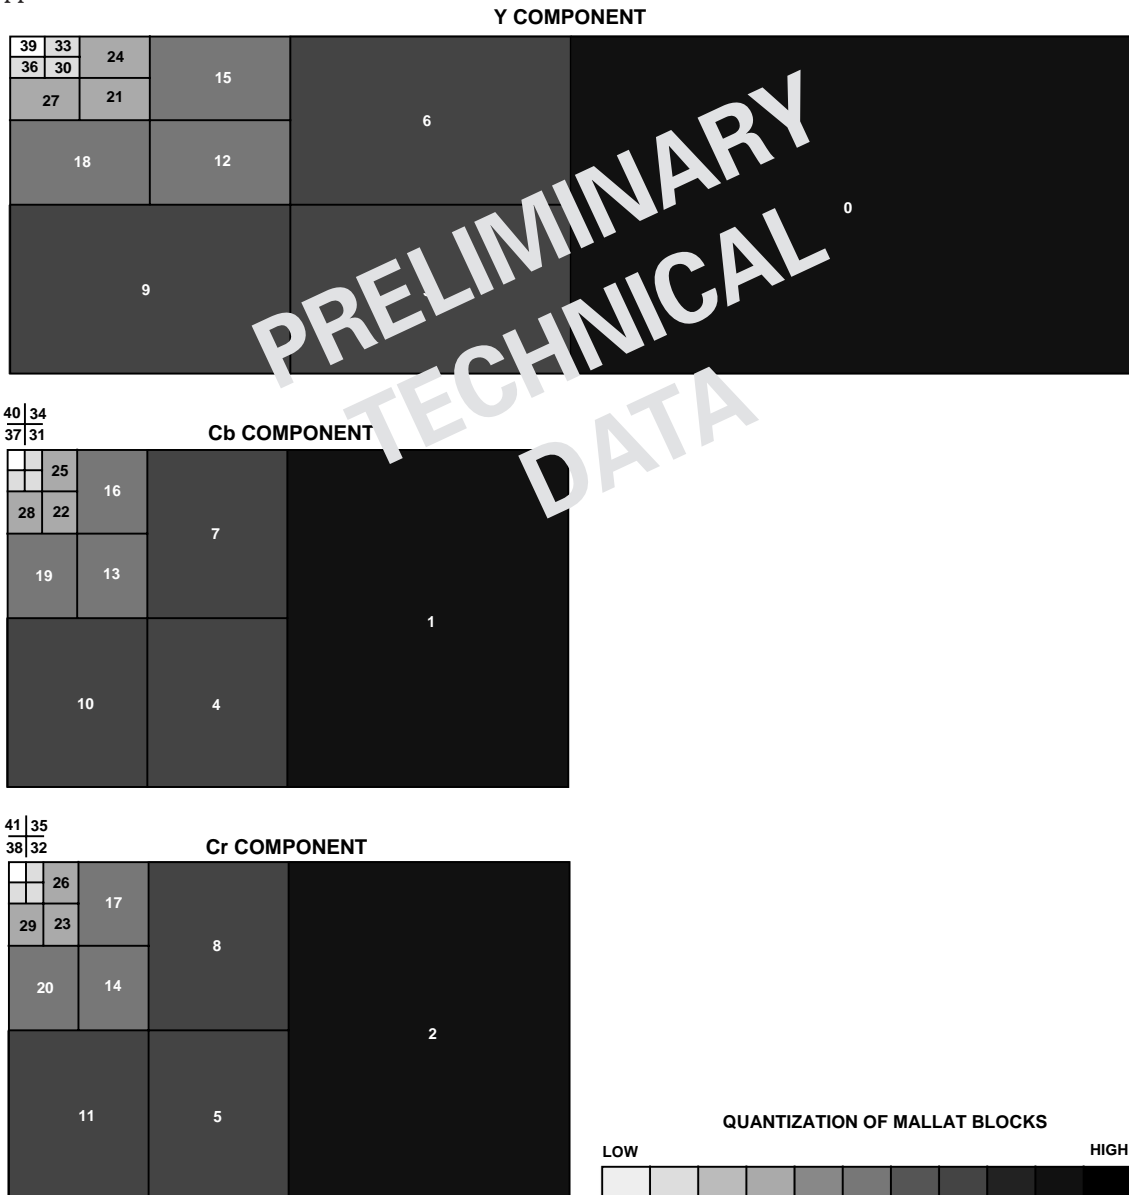 Y COMPONENT
39 33 24 15 6
36 30
27 21
18 12
0
9
PRELIMINARY
TECHNICAL
DATA
40 34
37 31
Cb COMPONENT
25 16 7
28 22
19 13
1
10 4
41 35
38 32
Cr COMPONENT
26 17 8
29 23
20 14
2
11 5
QUANTIZATION OF MALLAT BLOCKS
LOW HIGH